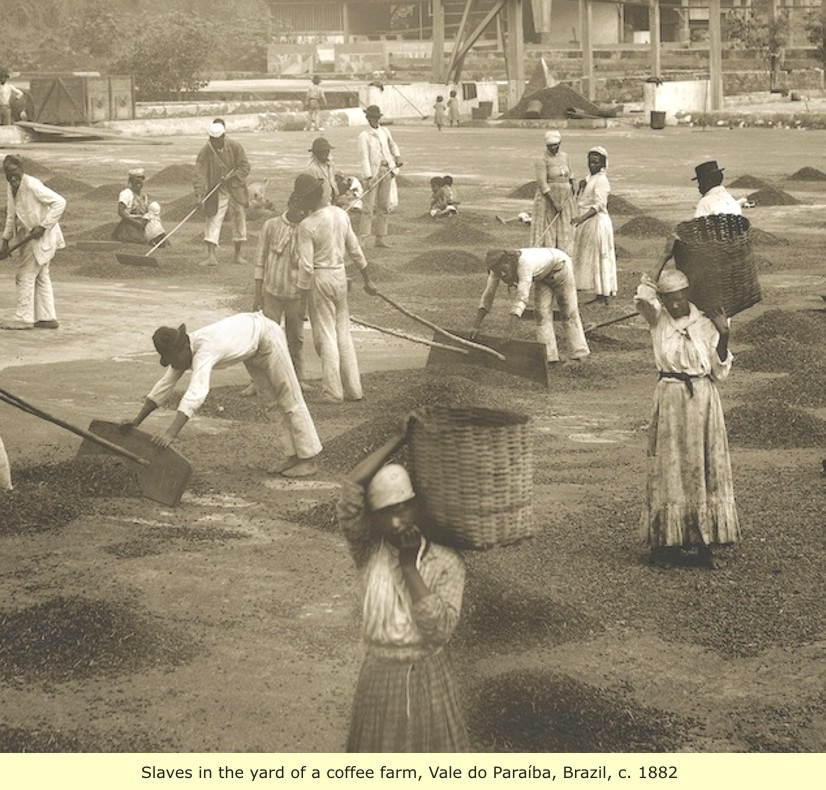 Slaves in the yard of a coffee farm, Vale do Paraíba, Brazil, c. 1882